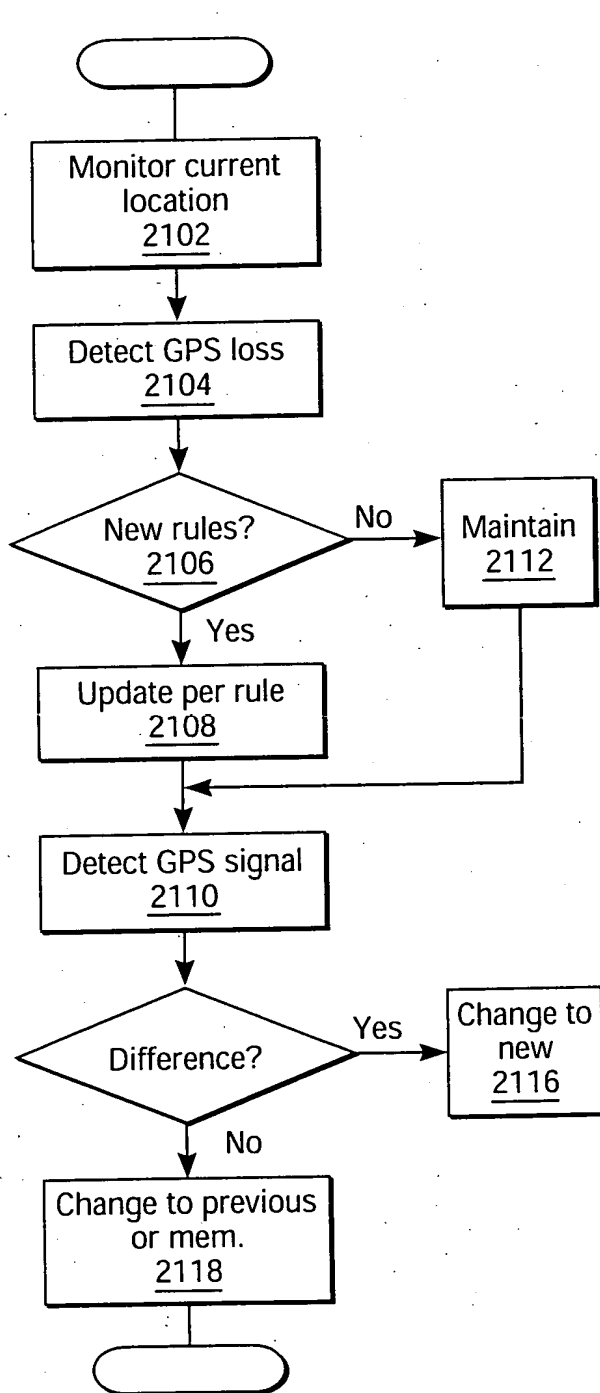 Monitor current
location
2102
Detect GPS loss
2104
New rules?
2106
No
Maintain
2112
Yes
Update per rule
2108
Detect GPS signal
2110
Difference?
Yes
Change to
new
2116
No
Change to previous
or mem.
2118